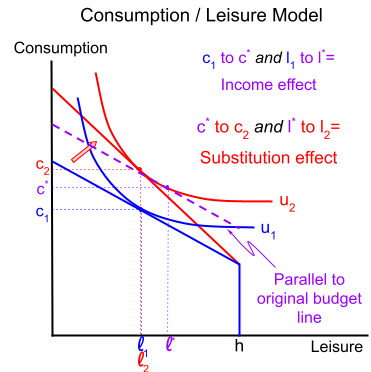 Consumption / Leisure Model
Consumption
c1 to c* and l1 to l*=
Income effect
c* to c2 and l* to l2=
Substitution effect
c2
c*
c1
u2
u1
Parallel to
original budget
line
ℓ1
ℓ2
ℓ*
h
Leisure